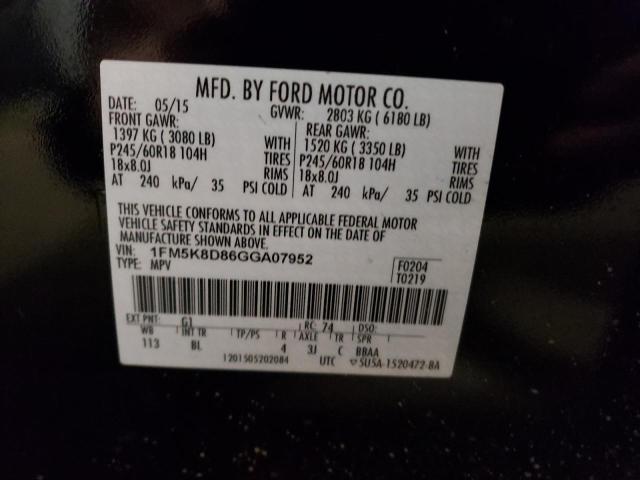 MFD. BY FORD MOTOR CO.
DATE: 05/15 GVWR: 2803 KG ( 6180 LB)
FRONT GAWR: REAR GAWR:
1397 KG ( 3080 LB) WITH 1520 KG ( 3350 LB) WITH
P245/60R18 104H TIRES P245/60R18 104H TIRES
18x8.0J RIMS 18x8.0J RIMS
AT 240 kPa/ 35 PSI COLD AT 240 kPa/ 35 PSI COLD
THIS VEHICLE CONFORMS TO ALL APPLICABLE FEDERAL MOTOR
VEHICLE SAFETY STANDARDS IN EFFECT ON THE DATE OF
MANUFACTURE SHOWN ABOVE.
VIN: 1FM5K8D86GGA07952 F0204
TYPE: MPV T0219
EXT PNT: G1 RC: 74 DSO:
WB INT TR TP/PS R AXLE TR SPR
113 BL 4 3J C BBAA
1201505202084 UTC 5U5A-1520472-BA